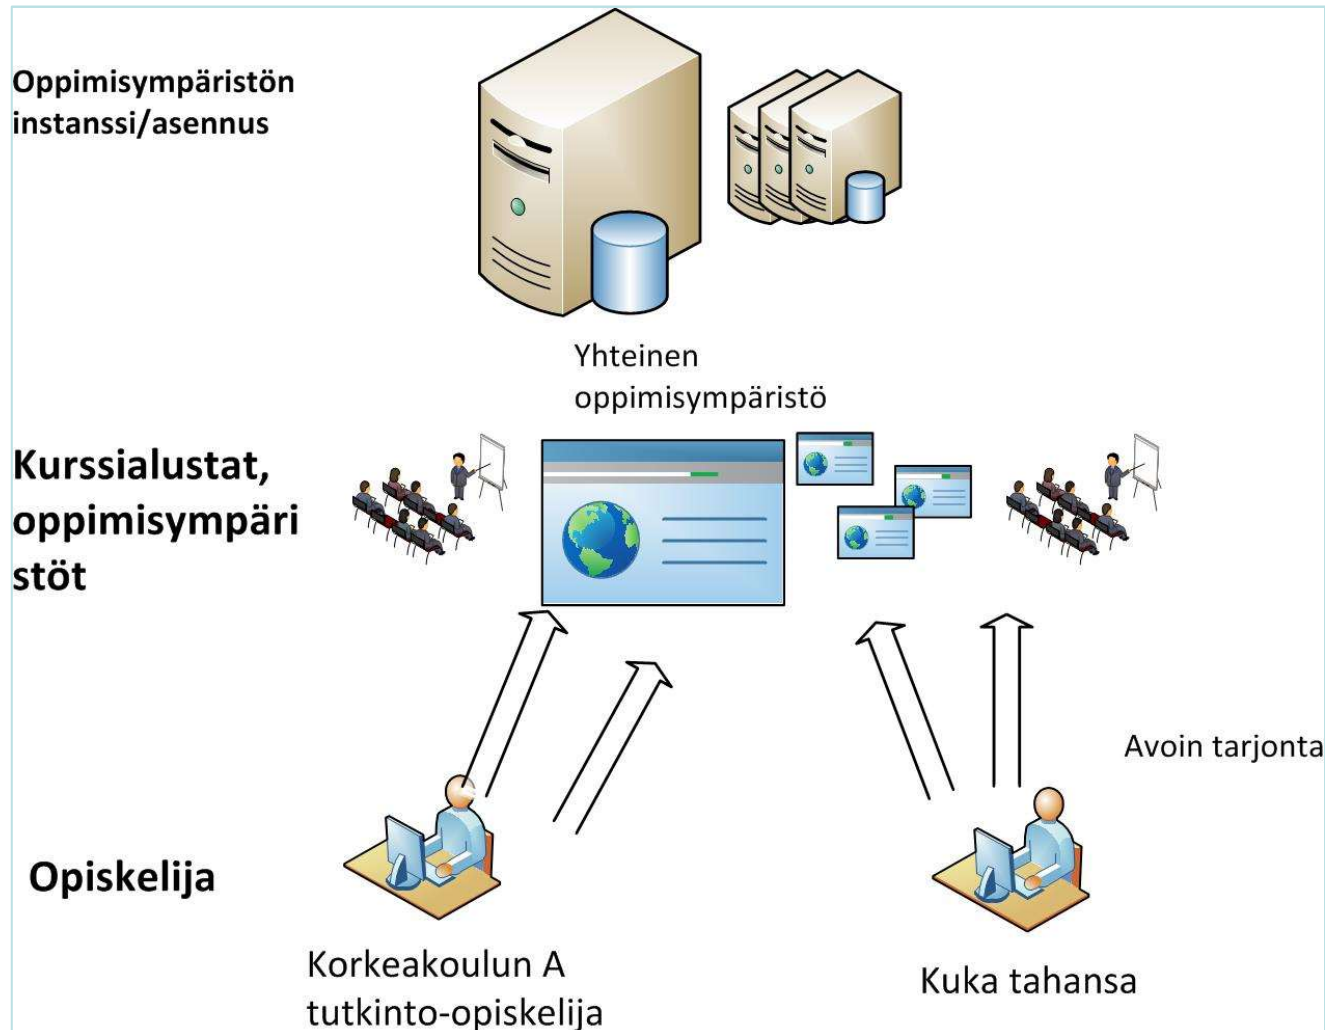 Oppimisympäristön
instanssi/asennus
Yhteinen
oppimisympäristö
Kurssialustat,
oppimisympäri
stöt
Avoin tarjonta
Opiskelija
Korkeakoulun A
tutkinto-opiskelija
Kuka tahansa